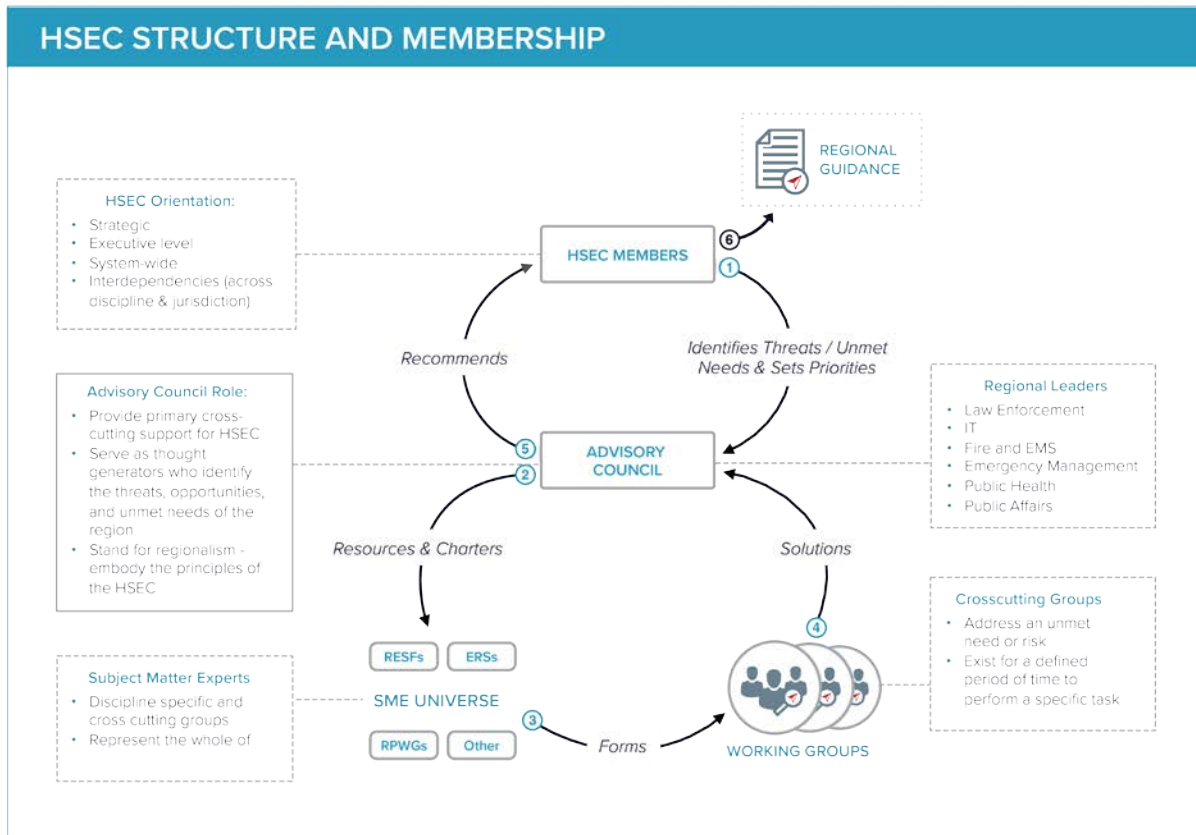 HSEC STRUCTURE AND MEMBERSHIP
REGIONAL
GUIDANCE
HSEC Orientation:
• Strategic
• Executive level
• System-wide
• Interdependencies (across
discipline & jurisdiction)
6
HSEC MEMBERS
1
Recommends
Identifies Threats / Unmet
Needs & Sets Priorities
Advisory Council Role:
• Provide primary cross-
cutting support for HSEC
• Serve as thought
generators who identify
the threats, opportunities,
and unmet needs of the
region
• Stand for regionalism -
embody the principles of
the HSEC
5
2
ADVISORY
COUNCIL
Regional Leaders
• Law Enforcement
• IT
• Fire and EMS
• Emergency Management
• Public Health
• Public Affairs
Resources & Charters
Solutions
Subject Matter Experts
• Discipline specific and
cross cutting groups
• Represent the whole of
RESFs
ERSs
SME UNIVERSE
RPWGs
Other
3
Forms
4
WORKING GROUPS
Crosscutting Groups
• Address an unmet
need or risk
• Exist for a defined
period of time to
perform a specific task